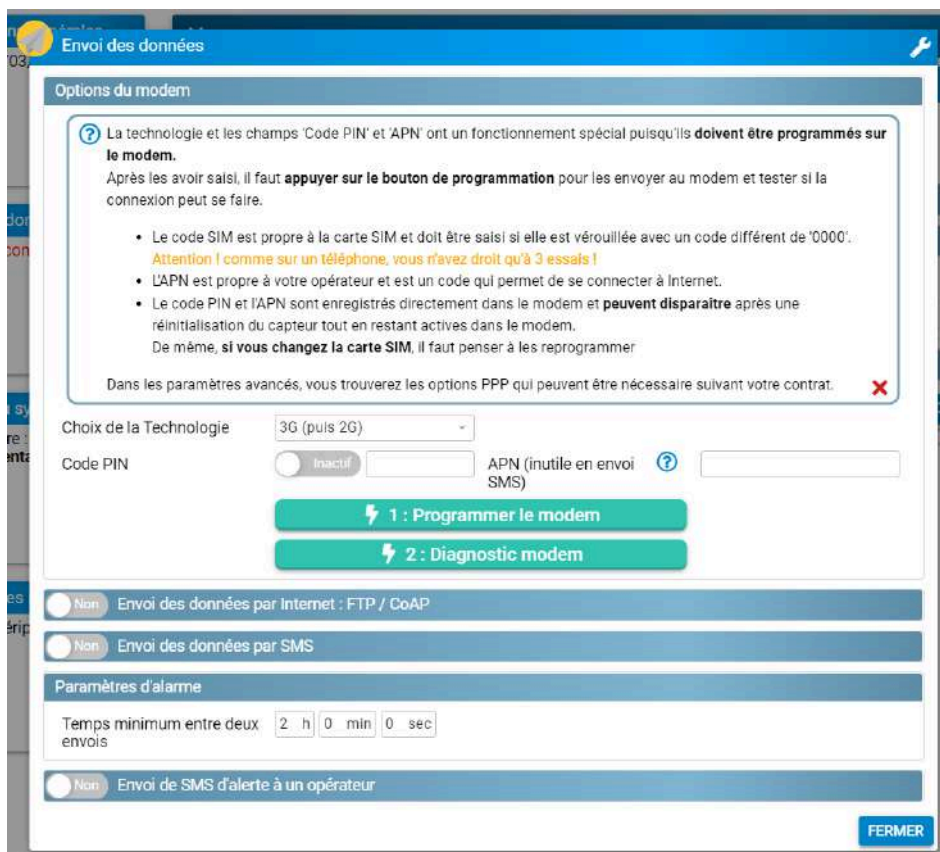 Envoi des données
Options du modem
La technologie et les champs 'Code PIN' et 'APN' ont un fonctionnement spécial puisqu'ils doivent être programmés sur
le modem.
Après les avoir saisi, il faut appuyer sur le bouton de programmation pour les envoyer au modem et tester si la
connexion peut se faire.
• Le code SIM est propre à la carte SIM et doit être saisi si elle est vérouillée avec un code différent de '0000'.
Attention ! comme sur un téléphone, vous n'avez droit qu'à 3 essais !
• L'APN est propre à votre opérateur et est un code qui permet de se connecter à Internet.
• Le code PIN et l'APN sont enregistrés directement dans le modem et peuvent disparaître après une
réinitialisation du capteur tout en restant actives dans le modem.
De même, si vous changez la carte SIM, il faut penser à les reprogrammer
Dans les paramètres avancés, vous trouverez les options PPP qui peuvent être nécessaire suivant votre contrat.
Choix de la Technologie 3G (puis 2G)
Code PIN Inactif APN (inutile en envoi
SMS)
1 : Programmer le modem
2 : Diagnostic modem
Non Envoi des données par Internet : FTP / CoAP
Non Envoi des données par SMS
Paramètres d'alarme
Temps minimum entre deux 2 h 0 min 0 sec
envois
Non Envoi de SMS d'alerte à un opérateur
FERMER